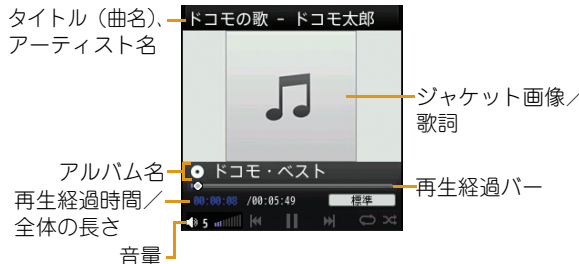 タイトル（曲名）、
アーティスト名
ドコモの歌 - ドコモ太郎
ジャケット画像／
歌詞
アルバム名
ドコモ・ベスト
再生経過バー
再生経過時間／
全体の長さ
00:00:08 /00:05:49
標準
音量
5